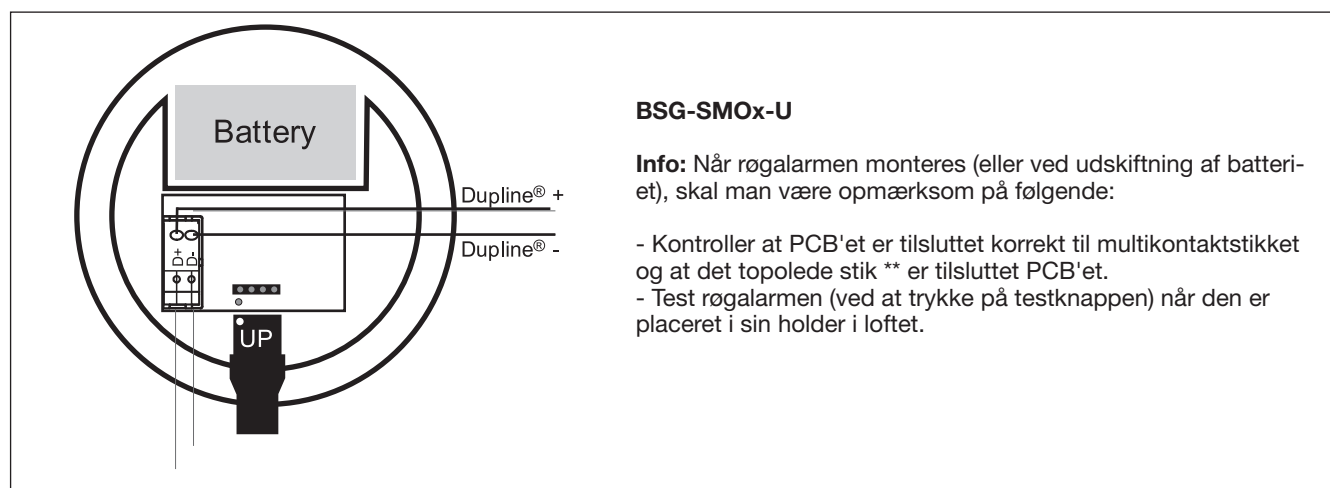 Battery
Dupline® +
Dupline® -
+ -
UP
BSG-SMOx-U
Info: Når røgalarmen monteres (eller ved udskiftning af batteri-
et), skal man være opmærksom på følgende:
- Kontroller at PCB'et er tilsluttet korrekt til multikontaktstikket
og at det topolede stik ** er tilsluttet PCB'et.
- Test røgalarmen (ved at trykke på testknappen) når den er
placeret i sin holder i loftet.